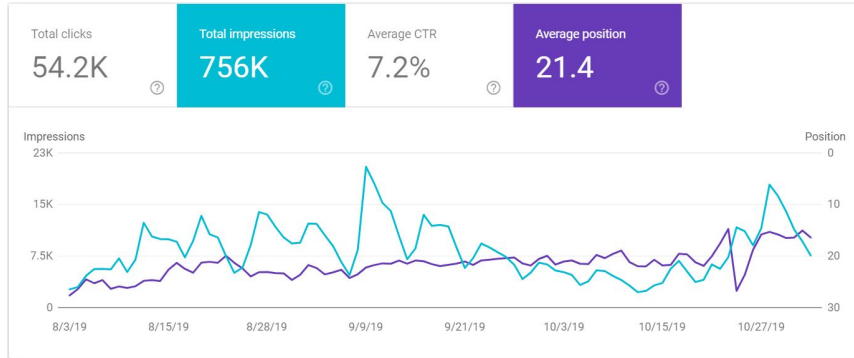 Total clicks
54.2K
Total impressions
756K
Average CTR
7.2%
Average position
21.4
Impressions
Position
23K
0
15K
10
7.5K
20
0
30
8/3/19 8/15/19 8/28/19 9/9/19 9/21/19 10/3/19 10/15/19 10/27/19